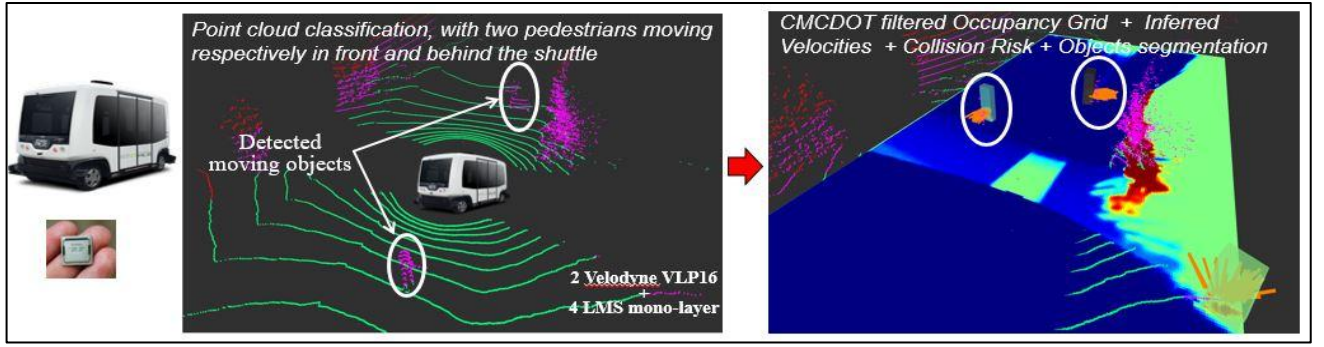 Point cloud classification, with two pedestrians moving
respectively in front and behind the shuttle
Detected
moving objects
2 Velodyne VLP16
+
4 LMS mono-layer
CMCDOT filtered Occupancy Grid + Inferred
Velocities + Collision Risk + Objects segmentation